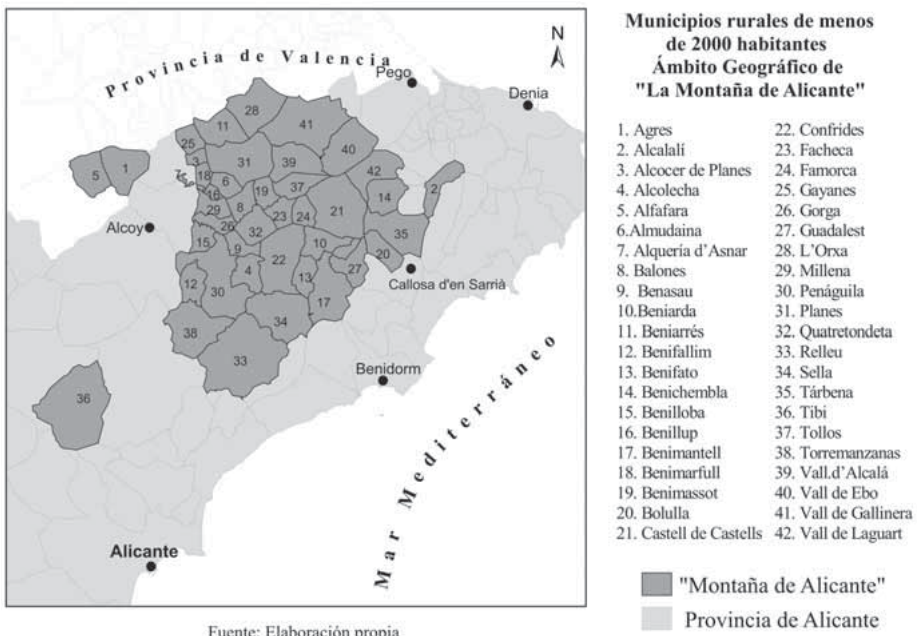 Provincia de Valencia
N
Pego
Denia
28
11
41
25
40
3
31
39
42
5
1
7
18
6
37
2
16
19
14
29
8
21
23
24
Alcoy
26
32
35
15
9
10
20
22
27
4
Callosa d'en Sarrià
12
13
30
17
34
38
33
Benidorm
36
Mar Mediterránco
Alicante
Municipios rurales de menos
de 2000 habitantes
Ámbito Geográfico de
"La Montaña de Alicante"
1. Agres
2. Alcalalí
3. Alcocer de Planes
4. Alcolecha
5. Alfafara
6.Almudaina
7. Alquería d'Asnar
8. Balones
9. Benasau
10.Beniarda
11. Beniarrés
12. Benifallim
13. Benifato
14. Benichembla
15. Benilloba
16. Benillup
17. Benimantell
18. Benimarfull
19. Benimassot
20. Bolulla
21. Castell de Castells
22. Confrides
23. Facheca
24. Famorca
25. Gayanes
26. Gorga
27. Guadalest
28. L'Orxa
29. Millena
30. Penáguila
31. Planes
32. Quatretondeta
33. Relleu
34. Sella
35. Tárbena
36. Tibi
37. Tollos
38. Torremanzanas
39. Vall.d'Alcalá
40. Vall de Ebo
41. Vall de Gallinera
42. Vall de Laguart
"Montaña de Alicante"
Provincia de Alicante
Fuente: Elaboración propia